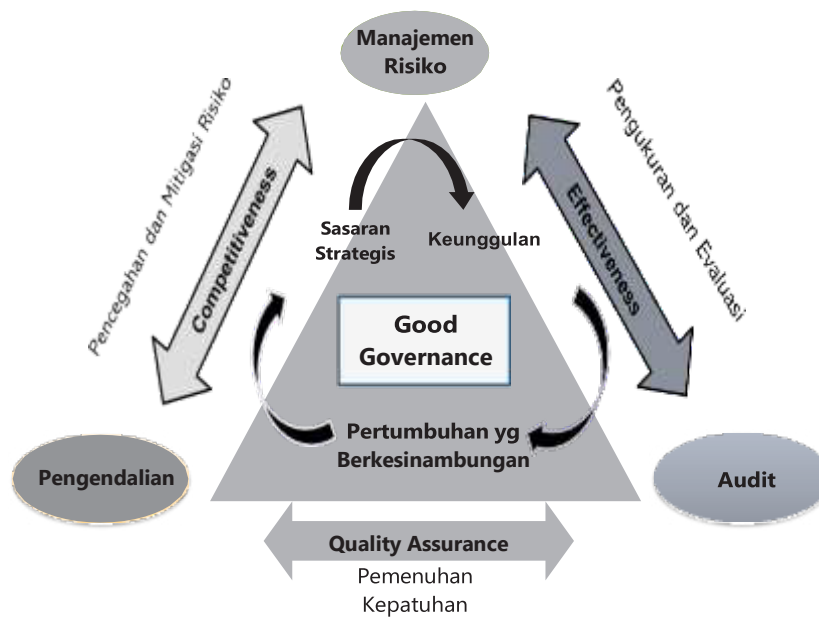 Manajemen
Risiko
Pencegahan dan Mitigasi Risiko
Competitiveness
Effectiveness
Pengukuran dan Evaluasi
Sasaran
Strategis
Keunggulan
Good
Governance
Pertumbuhan yg
Berkesinambungan
Pengendalian
Audit
Quality Assurance
Pemenuhan
Kepatuhan